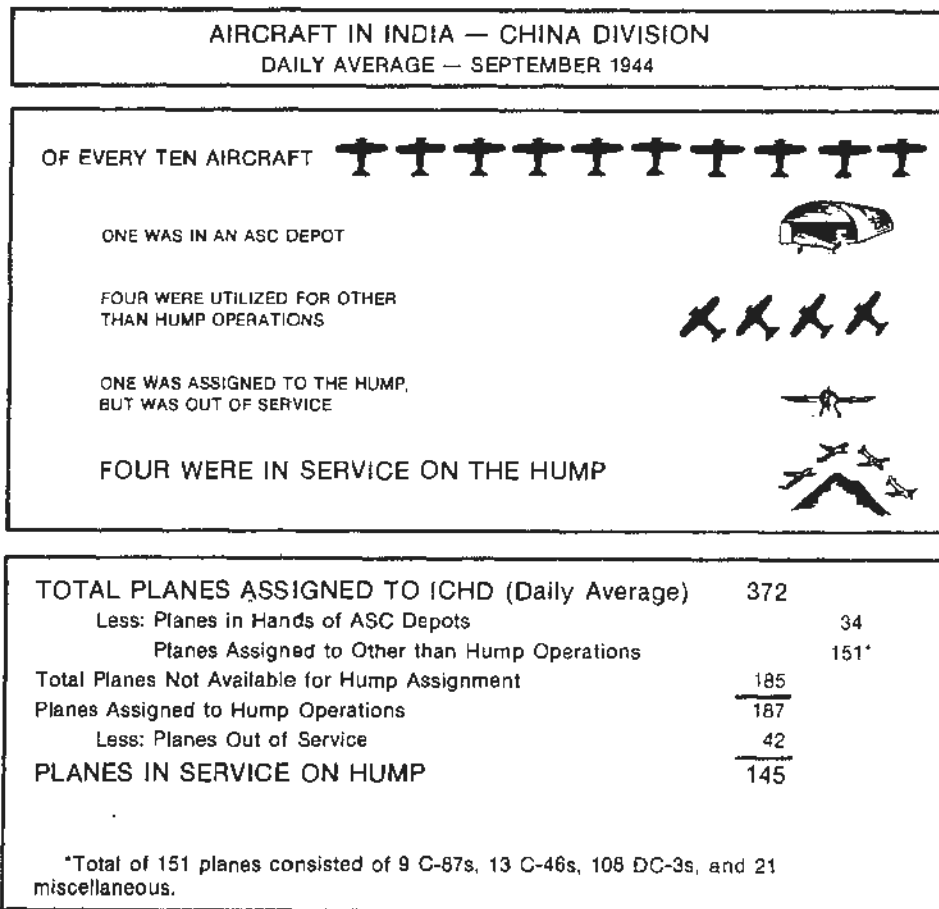 AIRCRAFT IN INDIA — CHINA DIVISION
DAILY AVERAGE — SEPTEMBER 1944
OF EVERY TEN AIRCRAFT
ONE WAS IN AN ASC DEPOT
FOUR WERE UTILIZED FOR OTHER
THAN HUMP OPERATIONS
ONE WAS ASSIGNED TO THE HUMP,
BUT WAS OUT OF SERVICE
FOUR WERE IN SERVICE ON THE HUMP
TOTAL PLANES ASSIGNED TO ICHD (Daily Average) 372
Less: Planes in Hands of ASC Depots 34
Planes Assigned to Other than Hump Operations 151*
Total Planes Not Available for Hump Assignment 185
Planes Assigned to Hump Operations 187
Less: Planes Out of Service 42
PLANES IN SERVICE ON HUMP 145
*Total of 151 planes consisted of 9 C-87s, 13 C-46s, 108 DC-3s, and 21
miscellaneous.